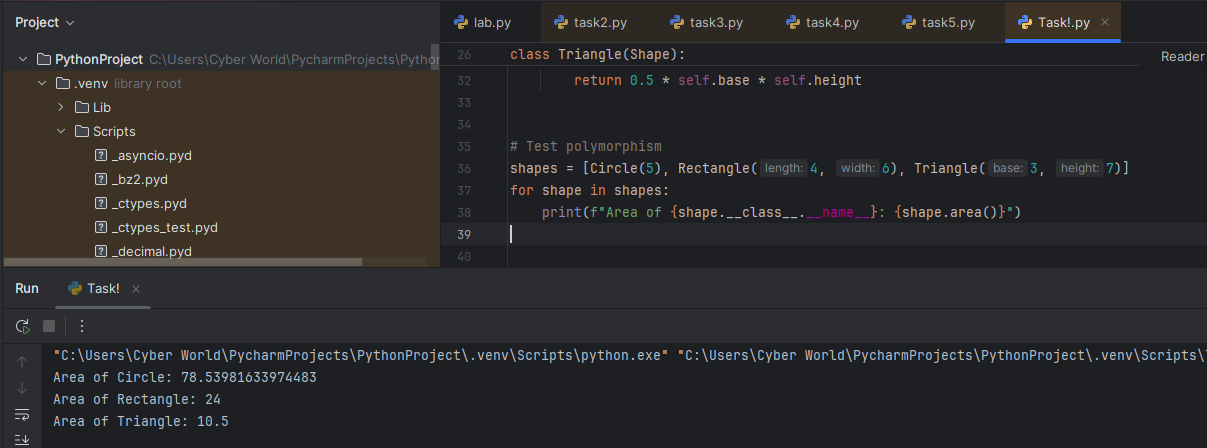 Project
lab.py task2.py task3.py task4.py task5.py Task!.py
PythonProject C:\Users\Cyber World\PycharmProjects\Python
.venv library root
Lib
Scripts
_asyncio.pyd
_bz2.pyd
_ctypes.pyd
_ctypes_test.pyd
_decimal.pyd
Reader
26 class Triangle(Shape):
32 return 0.5 * self.base * self.height
33
34
35 # Test polymorphism
36 shapes = [Circle(5), Rectangle( length: 4, width: 6), Triangle( base: 3, height: 7)]
37 for shape in shapes:
38 print(f"Area of {shape.__class__.__name__}: {shape.area()}")
39
40
Run Task!
"C:\Users\Cyber World\PycharmProjects\PythonProject\.venv\Scripts\python.exe" "C:\Users\Cyber World\PycharmProjects\PythonProject\.venv\Scripts\
Area of Circle: 78.53981633974483
Area of Rectangle: 24
Area of Triangle: 10.5